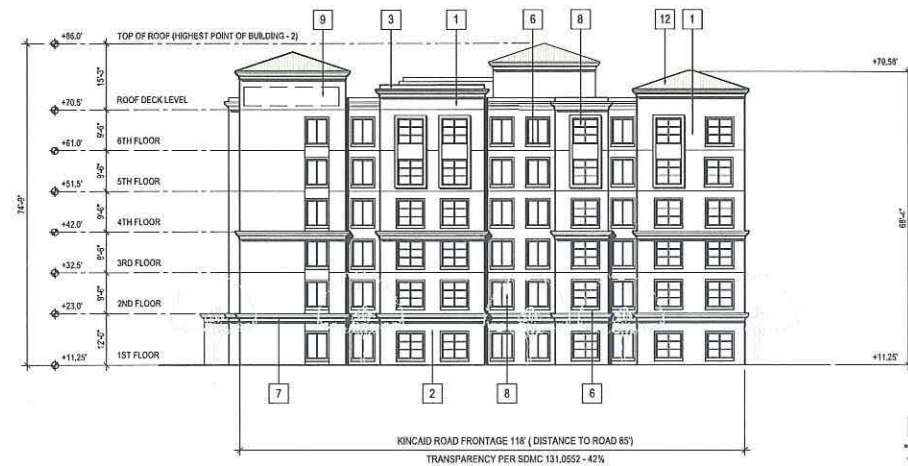 9 3 1 6 8 12 1
+86.0' TOP OF ROOF (HIGHEST POINT OF BUILDING - 2)
+79.58'
15'-3"
+70.5' ROOF DECK LEVEL
9'-6"
+61.0' 6TH FLOOR
9'-6"
+51.5' 5TH FLOOR
74'-9"
9'-6"
68'-4"
+42.0' 4TH FLOOR
9'-6"
+32.5' 3RD FLOOR
9'-6"
+23.0' 2ND FLOOR
12'-0"
+11.25' 1ST FLOOR
+11.25'
7 2 8 6
KINCAID ROAD FRONTAGE 118' ( DISTANCE TO ROAD 85')
TRANSPARENCY PER SDMC 131.0552 - 42%